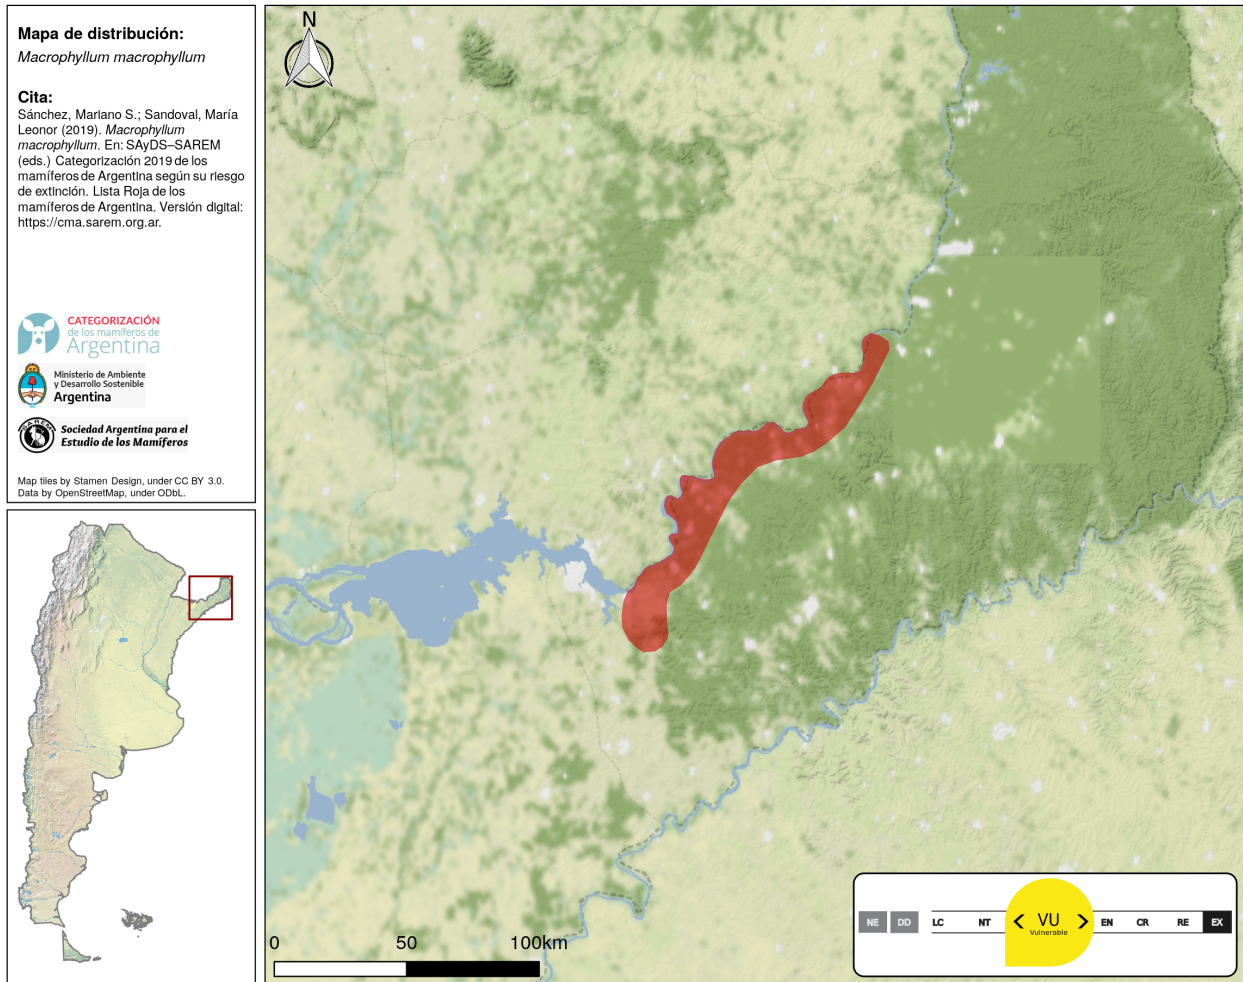 Mapa de distribución:
Macrophyllum macrophyllum
Cita:
Sánchez, Mariano S.; Sandoval, María
Leonor (2019). Macrophyllum
macrophyllum. En: SAyDS–SAREM
(eds.) Categorización 2019 de los
mamíferos de Argentina según su riesgo
de extinción. Lista Roja de los
mamíferos de Argentina. Versión digital:
https://cma.sarem.org.ar.
CATEGORIZACIÓN
de los mamíferos de
Argentina
Ministerio de Ambiente
y Desarrollo Sostenible
Argentina
SAREM
Sociedad Argentina para el
Estudio de los Mamíferos
Map tiles by Stamen Design, under CC BY 3.0.
Data by OpenStreetMap, under ODbL.
N
0 50 100km
NE DD LC NT < VU > EN CR RE EX
Vulnerable